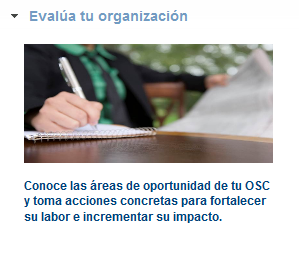 Evalúa tu organización
Conoce las áreas de oportunidad de tu OSC
y toma acciones concretas para fortalecer
su labor e incrementar su impacto.